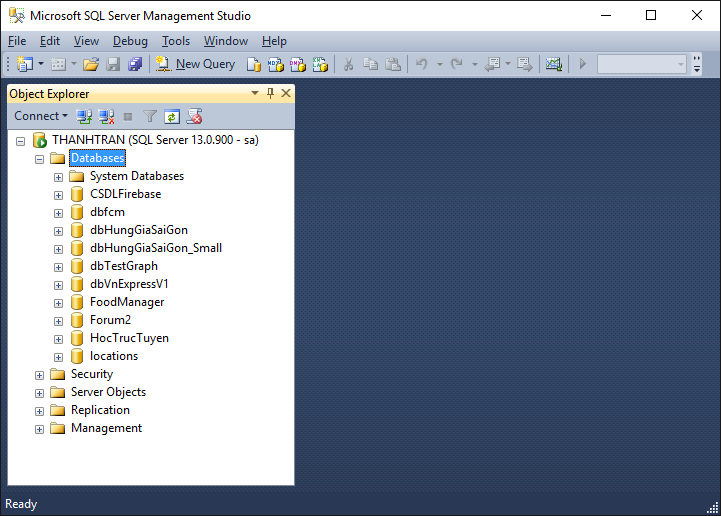 Microsoft SQL Server Management Studio
File Edit View Debug Tools Window Help
New Query
Object Explorer
Connect
THANHTRAN (SQL Server 13.0.900 - sa)
Databases
System Databases
CSDLFirebase
dbfcm
dbHungGiaSaiGon
dbHungGiaSaiGon_Small
dbTestGraph
dbVnExpressV1
FoodManager
Forum2
HocTrucTuyen
locations
Security
Server Objects
Replication
Management
Ready